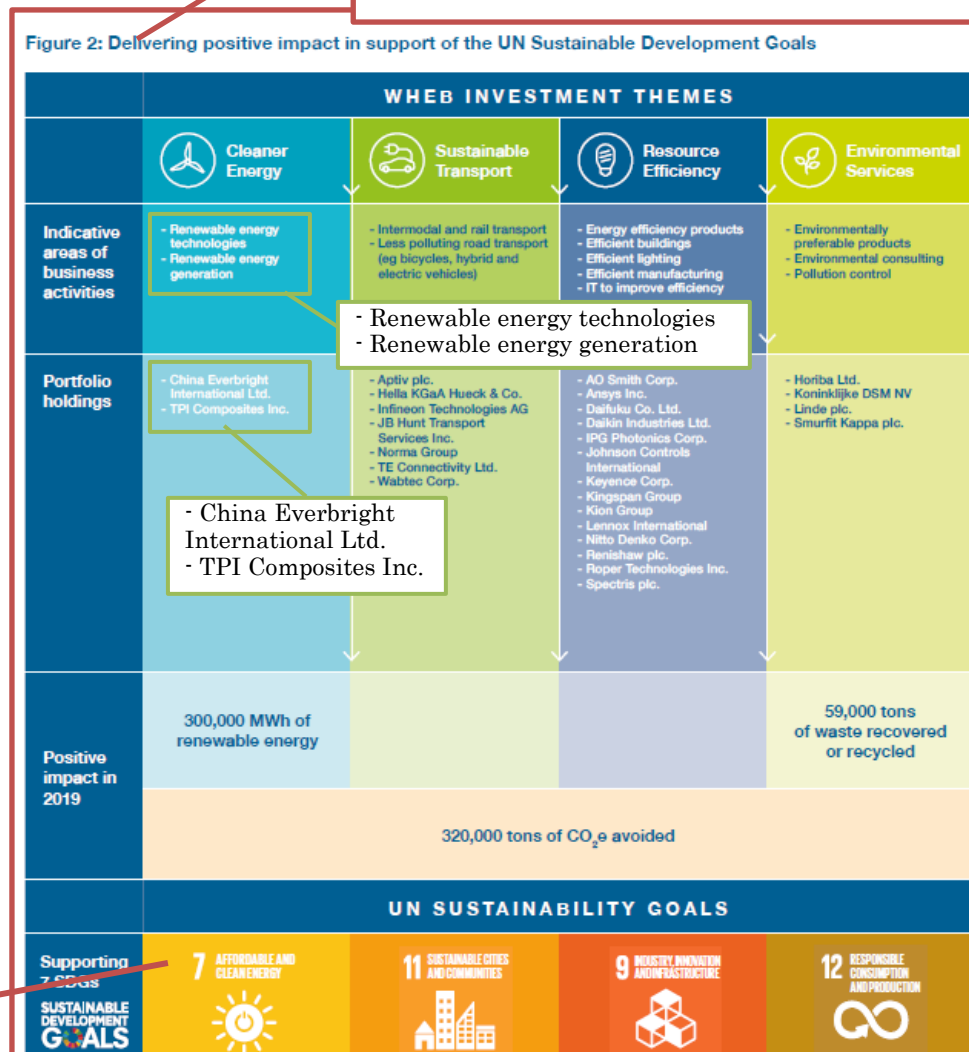 Figure 2: Delivering positive impact in support of the UN Sustainable Development Goals
WHEB INVESTMENT THEMES
Cleaner
Energy
Sustainable
Transport
Resource
Efficiency
Environmental
Services
Indicative
areas of
business
activities
- Renewable energy
technologies
- Renewable energy
generation
- Intermodal and rail transport
- Less polluting road transport
(eg bicycles, hybrid and
electric vehicles)
- Energy efficiency products
- Efficient buildings
- Efficient lighting
- Efficient manufacturing
- IT to improve efficiency
- Environmentally
preferable products
- Environmental consulting
- Pollution control
- Renewable energy technologies
- Renewable energy generation
Portfolio
holdings
- China Everbright
International Ltd.
- TPI Composites Inc.
- Aptiv plc.
- Hella KGaA Hueck & Co.
- Infineon Technologies AG
- JB Hunt Transport
Services Inc.
- Norma Group
- TE Connectivity Ltd.
- Wabtec Corp.
- AO Smith Corp.
- Ansys Inc.
- Daifuku Co. Ltd.
- Daikin Industries Ltd.
- IPG Photonics Corp.
- Johnson Controls
International
- Keyence Corp.
- Kingspan Group
- Kion Group
- Lennox International
- Nitto Denko Corp.
- Renishaw plc.
- Roper Technologies Inc.
- Spectris plc.
- Horiba Ltd.
- Koninklijke DSM NV
- Linde plc.
- Smurfit Kappa plc.
- China Everbright
International Ltd.
- TPI Composites Inc.
Positive
impact in
2019
300,000 MWh of
renewable energy
59,000 tons
of waste recovered
or recycled
320,000 tons of CO₂e avoided
UN SUSTAINABILITY GOALS
Supporting
7 SDGs
SUSTAINABLE
DEVELOPMENT
GOALS
7 AFFORDABLE AND
CLEAN ENERGY
11 SUSTAINABLE CITIES
AND COMMUNITIES
9 INDUSTRY, INNOVATION
AND INFRASTRUCTURE
12 RESPONSIBLE
CONSUMPTION
AND PRODUCTION